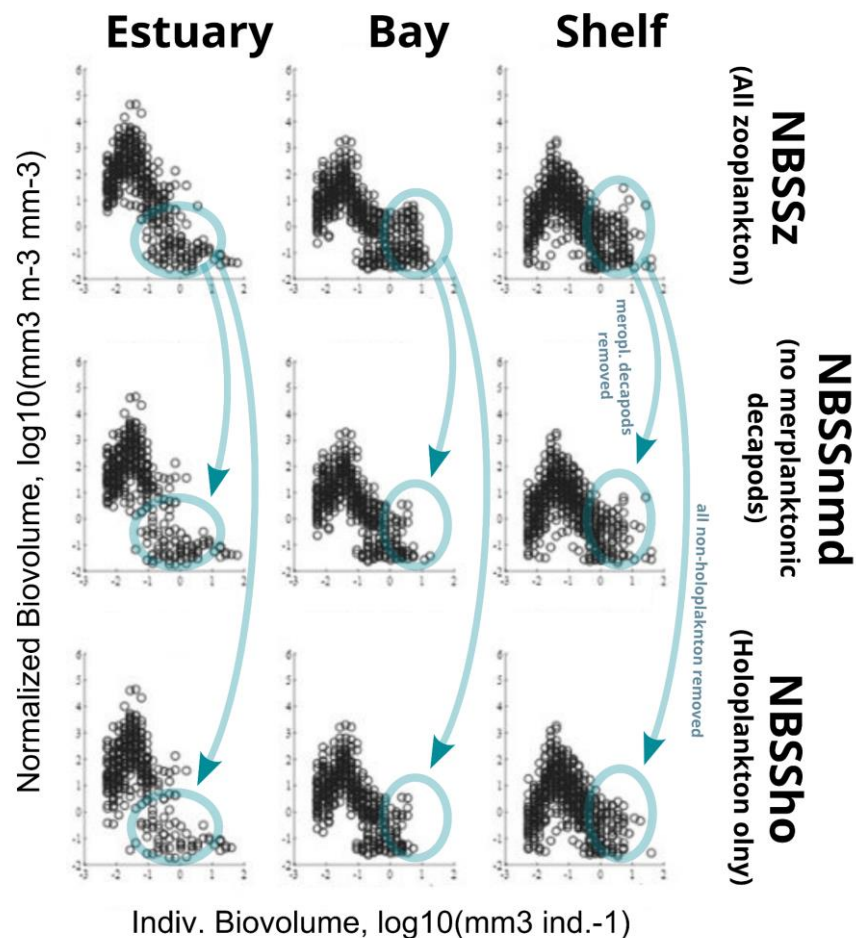 Estuary
Bay
Shelf
NBSSz
(All zooplankton)
meropl. decapods
removed
NBSSnmd
(no merplanktonic
decapods)
all non-holoplaknton removed
NBSSho
(Holoplankton olny)
Normalized Biovolume, log10(mm3 m-3 mm-3)
Indiv. Biovolume, log10(mm3 ind.-1)